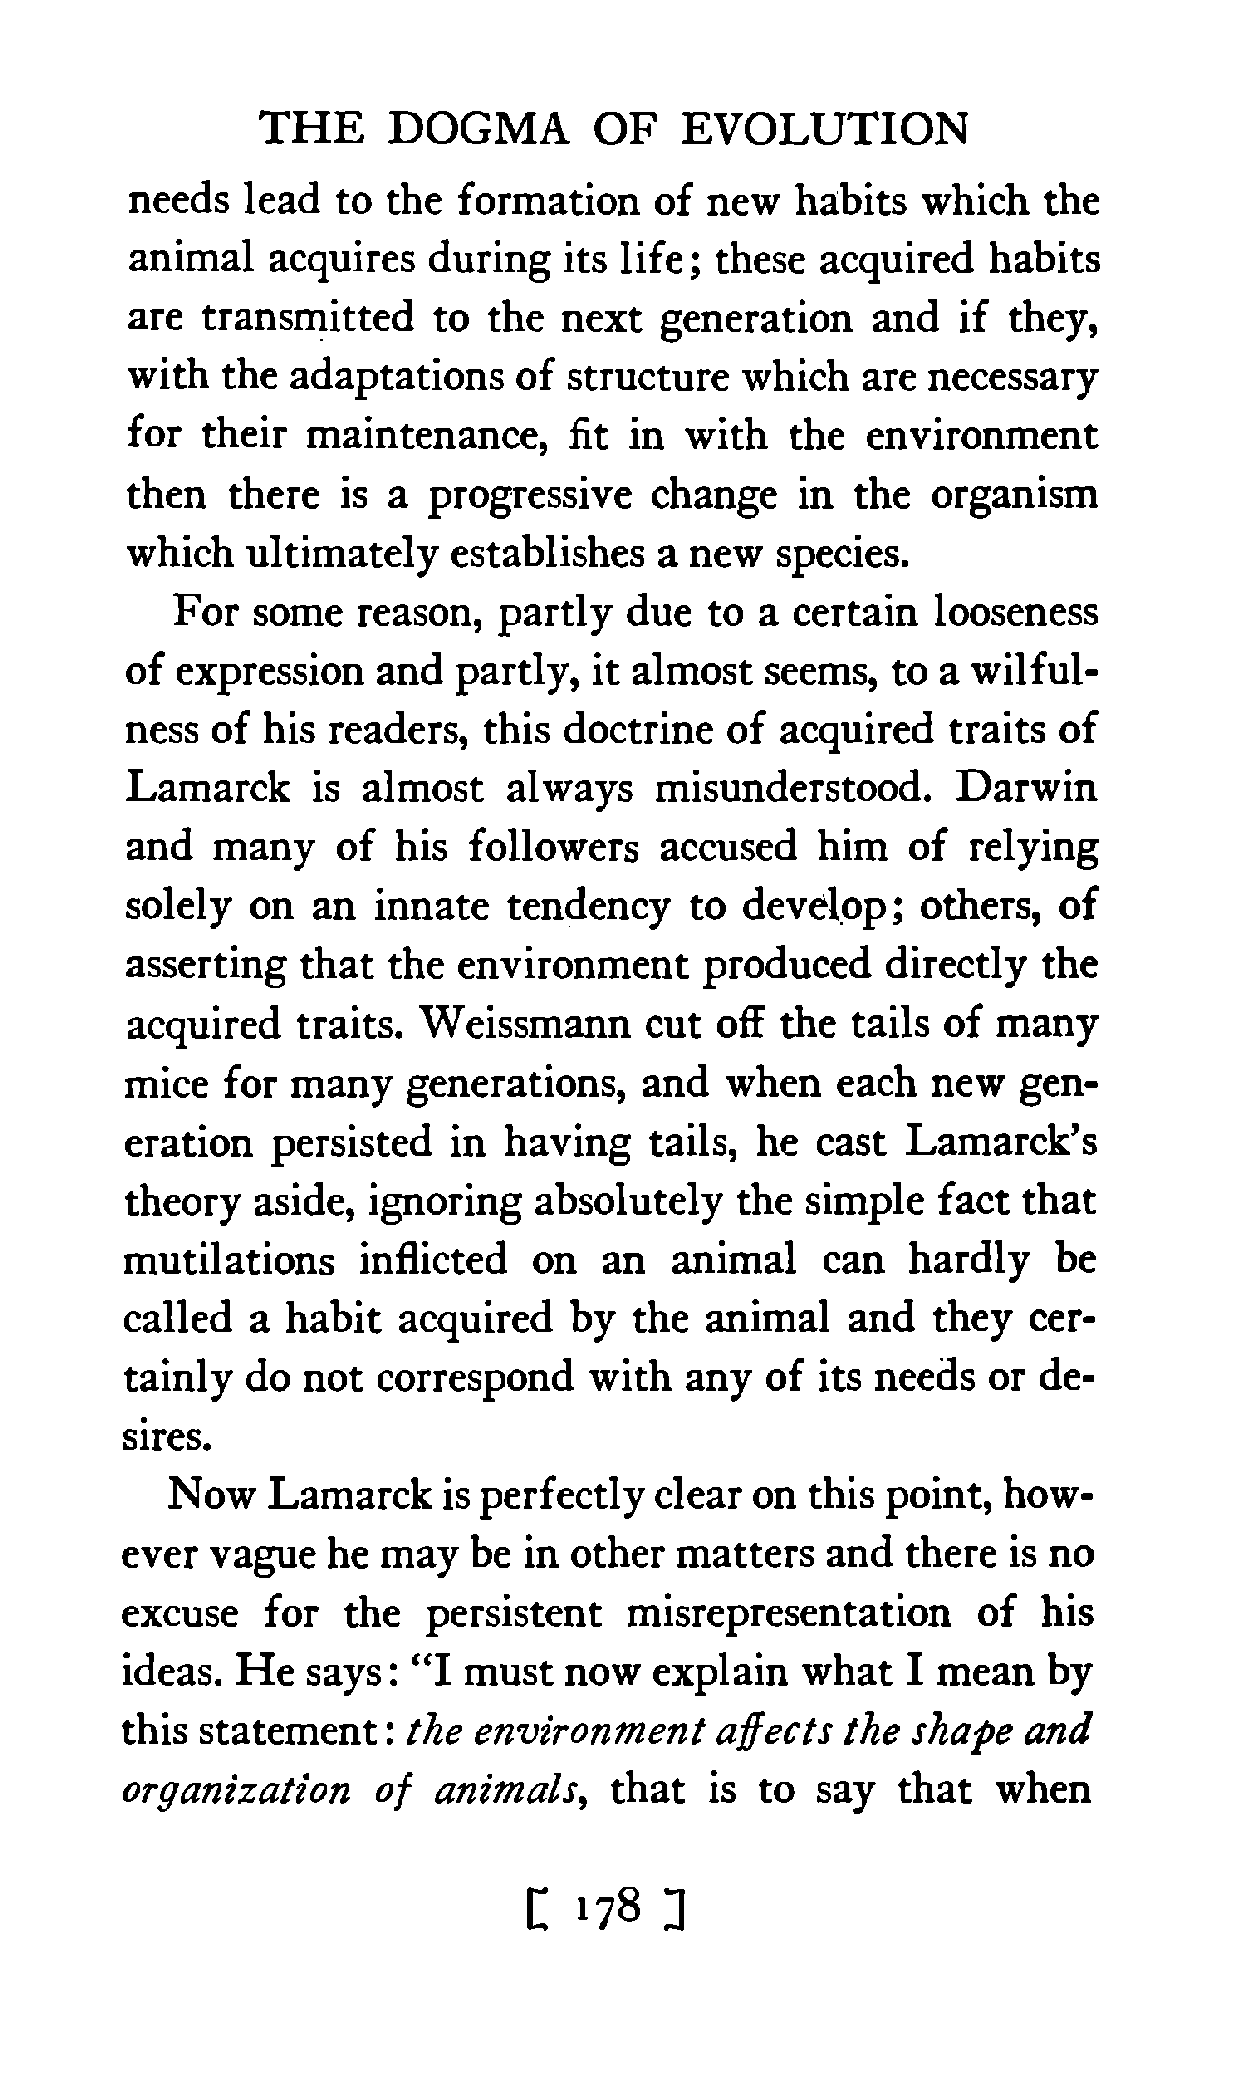 THE DOGMA OF EVOLUTION
needs lead to the formation of new habits which the
animal acquires during its life; these acquired habits
are transmitted to the next generation and if they,
with the adaptations of structure which are necessary
for their maintenance, fit in with the environment
then there is a progressive change in the organism
which ultimately establishes a new species.
For some reason, partly due to a certain looseness
of expression and partly, it almost seems, to a wilful-
ness of his readers, this doctrine of acquired traits of
Lamarck is almost always misunderstood. Darwin
and many of his followers accused him of relying
solely on an innate tendency to develop; others, of
asserting that the environment produced directly the
acquired traits. Weissmann cut off the tails of many
mice for many generations, and when each new gen-
eration persisted in having tails, he cast Lamarck's
theory aside, ignoring absolutely the simple fact that
mutilations inflicted on an animal can hardly be
called a habit acquired by the animal and they cer-
tainly do not correspond with any of its needs or de-
sires.
Now Lamarck is perfectly clear on this point, how-
ever vague he may be in other matters and there is no
excuse for the persistent misrepresentation of his
ideas. He says: "I must now explain what I mean by
this statement: the environment affects the shape and
organization of animals, that is to say that when
[ 178 ]